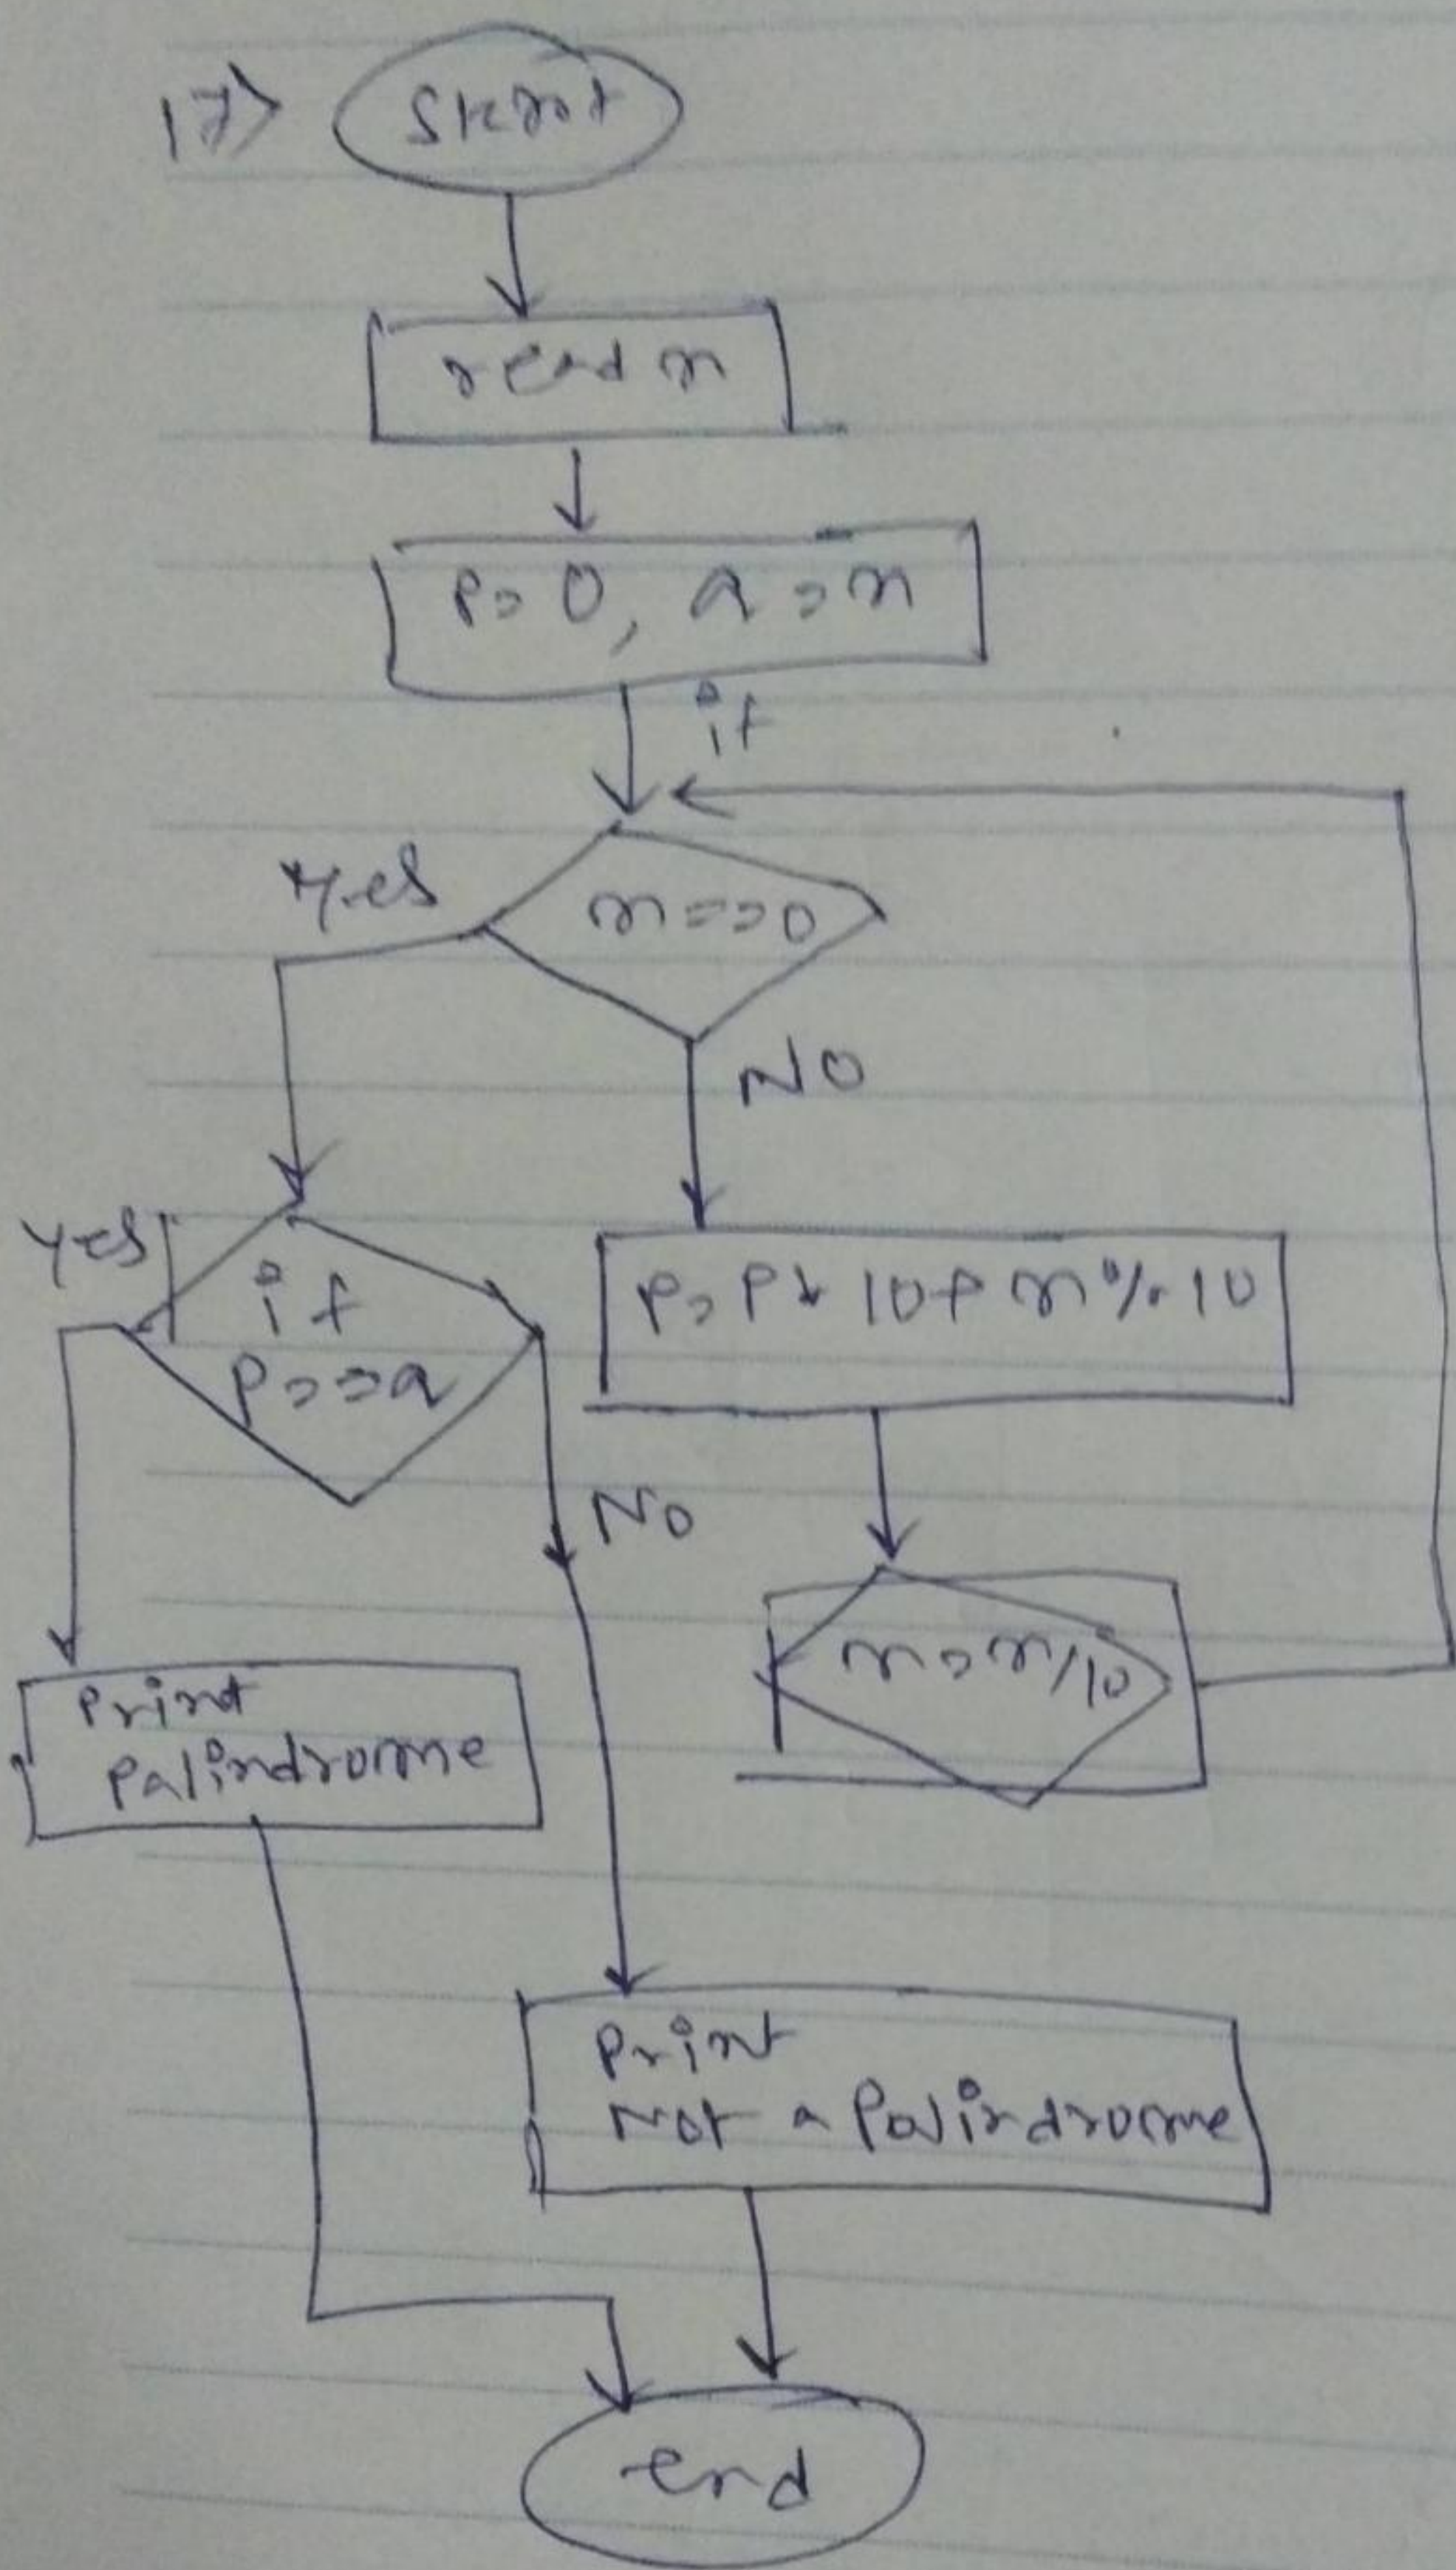 17>
Start
read n
P=0, a=n
if
n==0
yes
NO
yes
if
P==a
P=P*10+n%10
No
n=n/10
Print
Palindrome
Print
Not a Palindrome
end